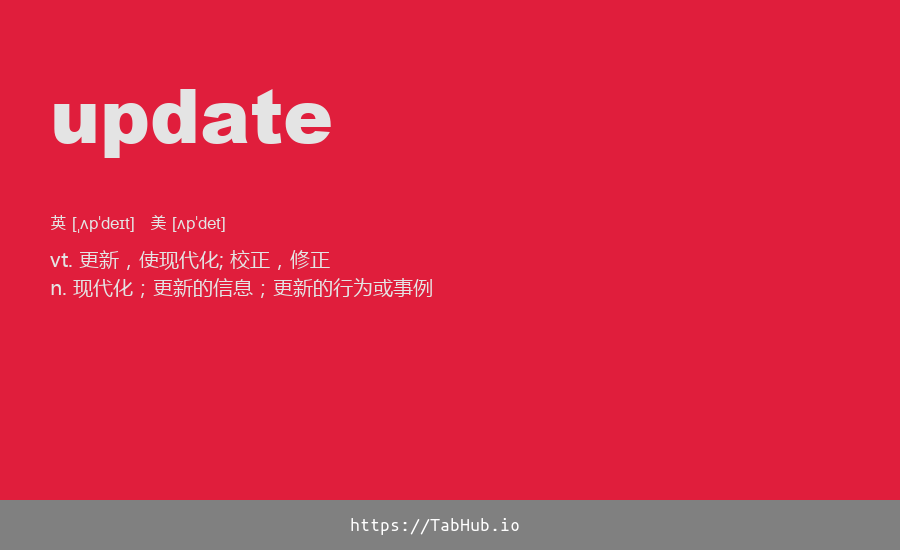 update
英 [ˌʌpˈdeɪt] 美 [ʌpˈdet]
vt. 更新，使现代化; 校正，修正
n. 现代化；更新的信息；更新的行为或事例
https://TabHub.io